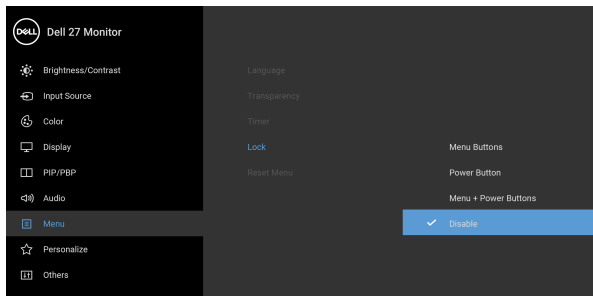 DELL
Dell 27 Monitor
Brightness/Contrast
Language
Input Source
Transparency
Color
Timer
Display
Lock
Menu Buttons
PIP/PBP
Reset Menu
Power Button
Audio
Menu + Power Buttons
Menu
Disable
Personalize
Others